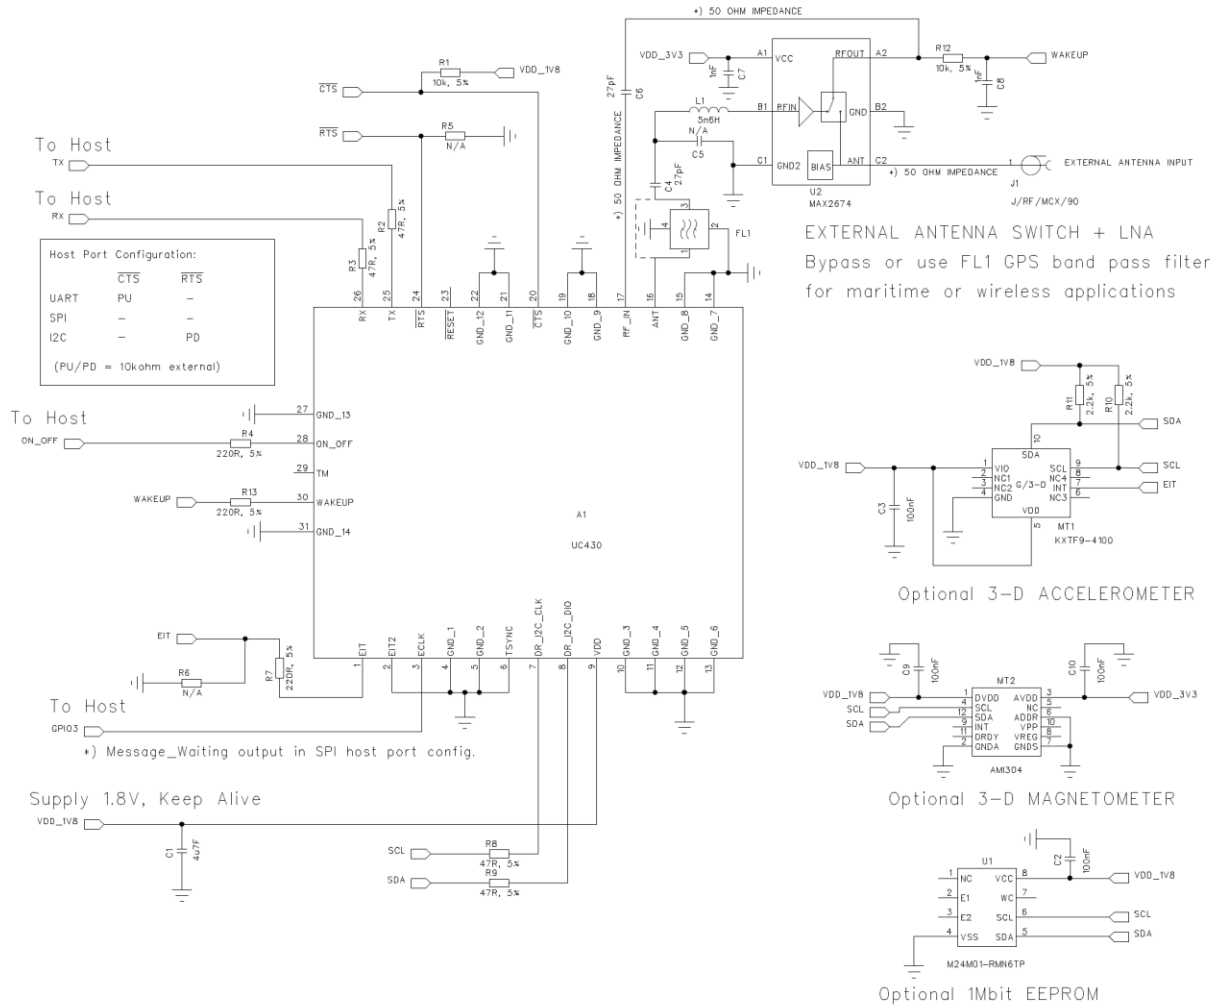 *) 50 OHM IMPEDANCE
R1
10k, 5%
VDD_1V8
CTS
R5
N/A
RTS
To Host
TX
To Host
RX
R2
47R, 5%
R3
47R, 5%
Host Port Configuration:
CTS RTS
UART PU -
SPI - -
I2C - PD
(PU/PD = 10kohm external)
27pF
C6
*) 50 OHM IMPEDANCE
VDD_3V3
1nF
C7
L1
5n6H
N/A
C5
C4
27pF
FL1
3
4
2
1
A1 VCC RFOUT A2
B1 RFIN GND B2
C1 GND2 BIAS ANT C2
U2
MAX2674
R12
10k, 5%
1nF
C8
WAKEUP
*) 50 OHM IMPEDANCE
1
J1
EXTERNAL ANTENNA INPUT
J/RF/MCX/90
EXTERNAL ANTENNA SWITCH + LNA
Bypass or use FL1 GPS band pass filter
for maritime or wireless applications
26 25 24 23 22 21 20 19 18 17 16 15 14
RX TX RTS RESET GND_12 GND_11 CTS GND_10 GND_9 RF_IN ANT GND_8 GND_7
To Host
ON_OFF
R4
220R, 5%
WAKEUP
R13
220R, 5%
27 GND_13
28 ON_OFF
29 TM
30 WAKEUP
31 GND_14
A1
UC430
EIT EIT2 ECLK GND_1 GND_2 TSYNC DR_I2C_CLK DR_I2C_DIO VDD GND_3 GND_4 GND_5 GND_6
1 2 3 4 5 6 7 8 9 10 11 12 13
EIT
R6
N/A
R7
220R, 5%
To Host
GPIO3
*) Message_Waiting output in SPI host port config.
Supply 1.8V, Keep Alive
VDD_1V8
C1
4u7F
SCL
R8
47R, 5%
SDA
R9
47R, 5%
VDD_1V8
R11
2.2k, 5%
R10
2.2k, 5%
SDA
SCL
EIT
VDD_1V8
C3
100nF
10
SDA
1 VIO SCL 9
2 NC1 NC4 8
3 NC2 G/3-D INT 7
4 GND NC3 6
VDD
5
MT1
KXTF9-4100
Optional 3-D ACCELEROMETER
C9
100nF
C10
100nF
MT2
VDD_1V8
SCL
SDA
VDD_3V3
1 DVDD AVDD 3
4 SCL NC 5
12 SDA ADDR 6
9 INT VPP 10
11 DRDY VREG 8
2 GNDA GNDS 7
AMI304
Optional 3-D MAGNETOMETER
C2
100nF
U1
1 NC VCC 8
2 E1 WC 7
3 E2 SCL 6
4 VSS SDA 5
VDD_1V8
SCL
SDA
M24M01-RMN6TP
Optional 1Mbit EEPROM